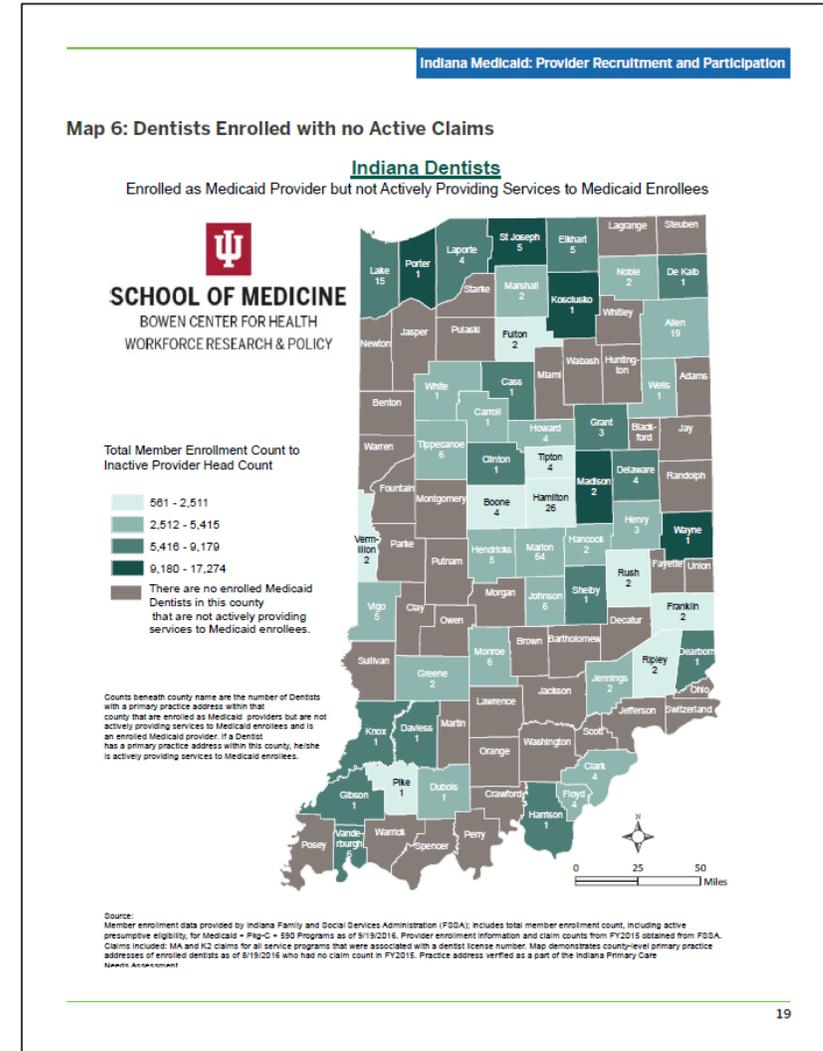 Indiana Medicaid: Provider Recruitment and Participation
Map 6: Dentists Enrolled with no Active Claims
Indiana Dentists
Enrolled as Medicaid Provider but not Actively Providing Services to Medicaid Enrollees
SCHOOL OF MEDICINE
BOWEN CENTER FOR HEALTH
WORKFORCE RESEARCH & POLICY
Lake
15
Porter
1
Laporte
4
St Joseph
5
Elkhart
5
Lagrange
Steuben
Noble
2
De Kalb
1
Starke
Marshall
2
Kosciusko
1
Whitley
Allen
19
Newton
Jasper
Pulaski
Fulton
2
Miami
Wabash
Hunting-
ton
Wells
1
Adams
Benton
White
1
Cass
1
Carroll
1
Howard
4
Grant
3
Black-
ford
Jay
Warren
Tippecanoe
6
Clinton
1
Tipton
4
Madison
2
Delaware
4
Randolph
Fountain
Montgomery
Boone
4
Hamilton
26
Henry
3
Wayne
1
Verm-
illion
2
Parke
Putnam
Hendricks
5
Marion
64
Hancock
2
Rush
2
Fayette
Union
Vigo
5
Clay
Owen
Morgan
Johnson
6
Shelby
1
Decatur
Franklin
2
Sullivan
Greene
2
Monroe
6
Brown
Bartholomew
Jennings
2
Ripley
2
Dearborn
1
Ohio
Switzerland
Jefferson
Knox
1
Daviess
1
Martin
Lawrence
Jackson
Scott
Washington
Orange
Clark
4
Floyd
4
Gibson
1
Pike
1
Dubois
1
Crawford
Harrison
1
Posey
Vande-
rburgh
5
Warrick
Spencer
Perry
Total Member Enrollment Count to
Inactive Provider Head Count
561 - 2,511
2,512 - 5,415
5,416 - 9,179
9,180 - 17,274
There are no enrolled Medicaid
Dentists in this county
that are not actively providing
services to Medicaid enrollees.
Counts beneath county name are the number of Dentists
with a primary practice address within that
county that are enrolled as Medicaid providers but are not
actively providing services to Medicaid enrollees and is
an enrolled Medicaid provider. If a Dentist
has a primary practice address within this county, he/she
is actively providing services to Medicaid enrollees.
N
0 25 50
Miles
Source:
Member enrollment data provided by Indiana Family and Social Services Administration (FSSA); includes total member enrollment count, including active
presumptive eligibility, for Medicaid + Pkg-C + 590 Programs as of 9/19/2016. Provider enrollment information and claim counts from FY2015 obtained from FSSA.
Claims included: MA and K2 claims for all service programs that were associated with a dentist license number. Map demonstrates county-level primary practice
addresses of enrolled dentists as of 8/19/2016 who had no claim count in FY2015. Practice address verified as a part of the Indiana Primary Care
Needs Assessment
19